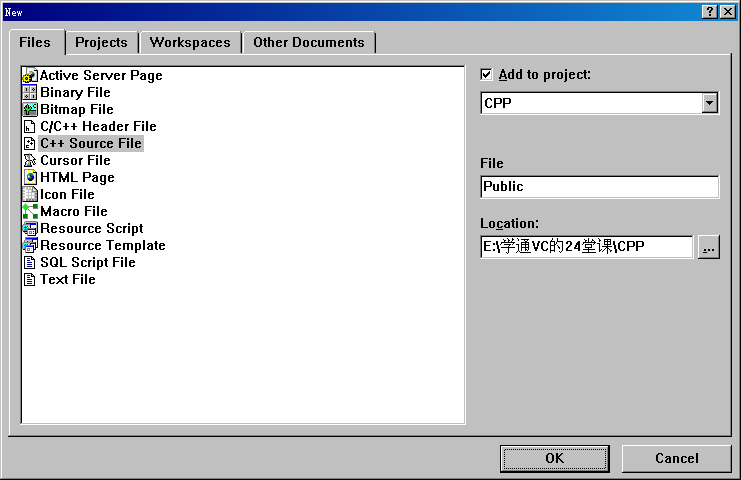 New
Files Projects Workspaces Other Documents
Active Server Page
Binary File
Bitmap File
C/C++ Header File
C++ Source File
Cursor File
HTML Page
Icon File
Macro File
Resource Script
Resource Template
SQL Script File
Text File
Add to project:
CPP
File
Public
Location:
E:\学通VC的24堂课\CPP
...
OK Cancel